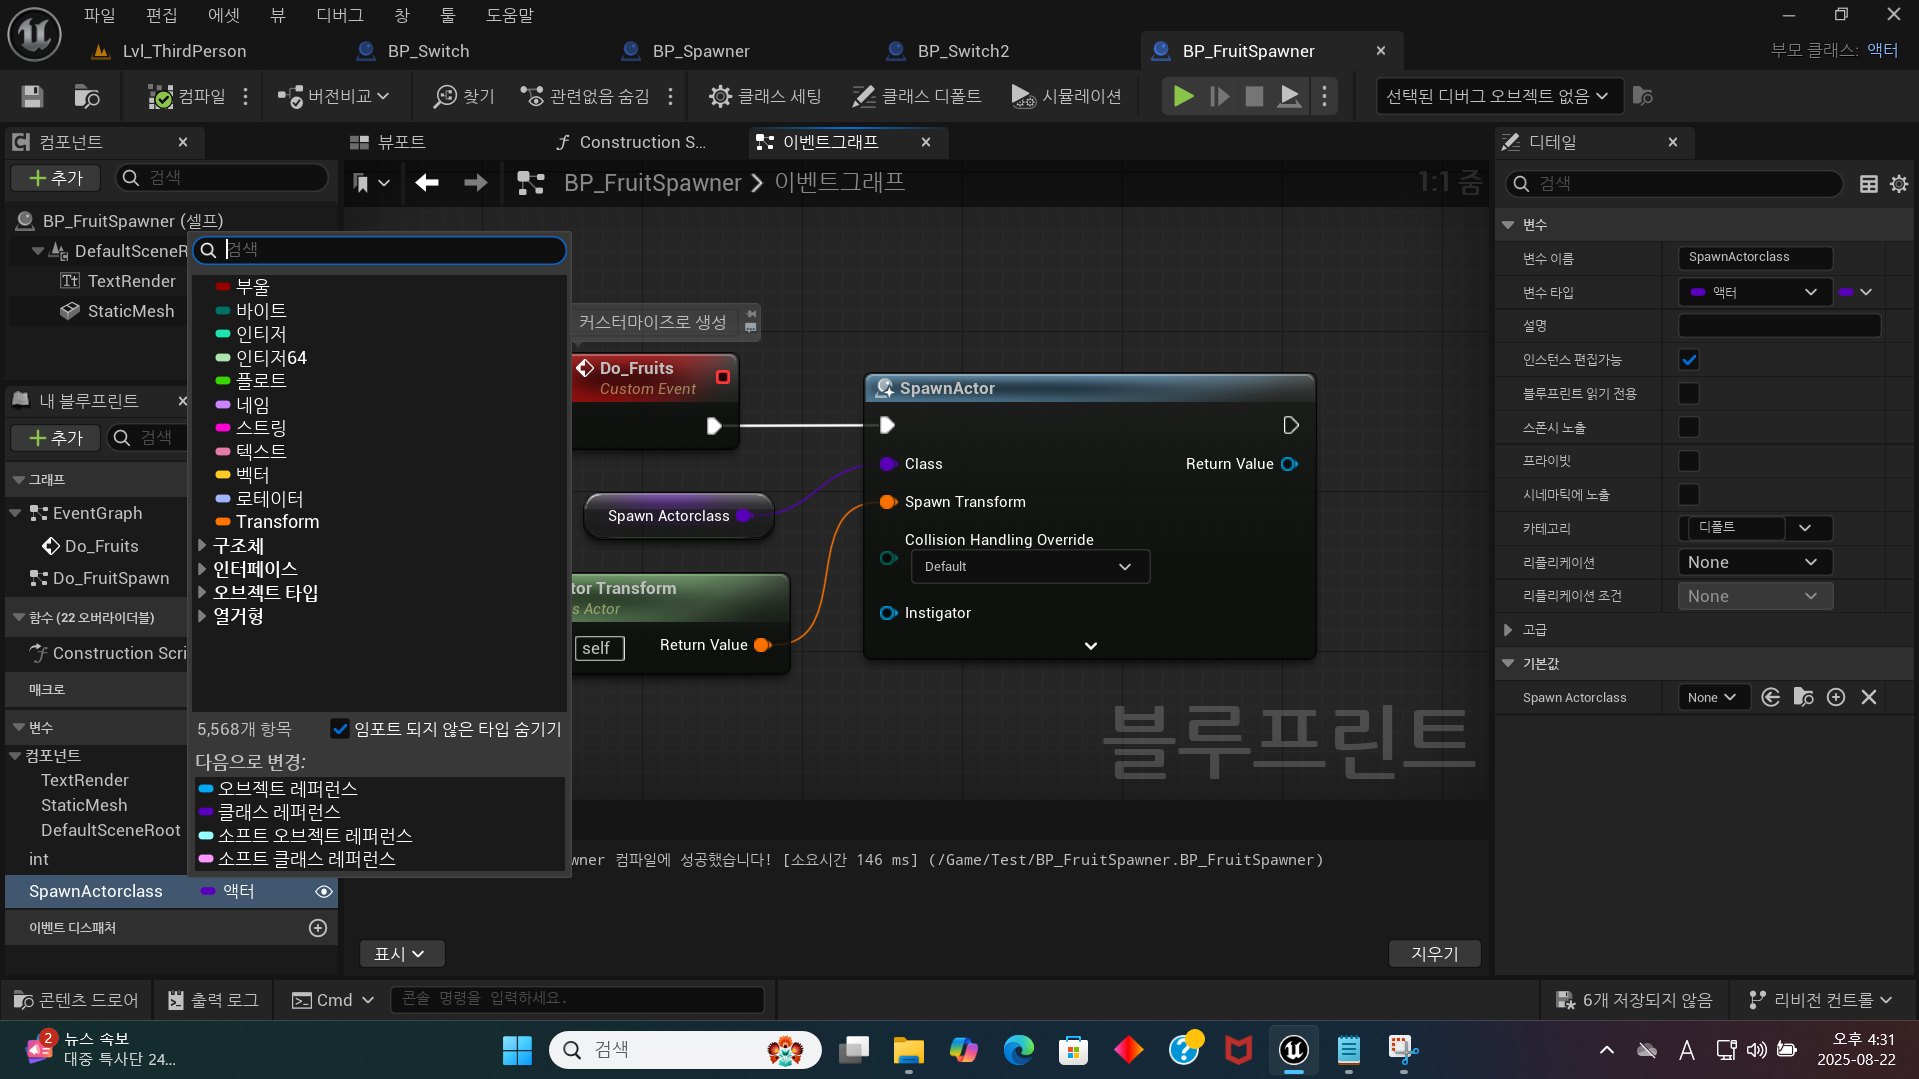 파일
편집
에셋
뷰
디버그
창
툴
도움말
Lvl_ThirdPerson
BP_Switch
BP_Spawner
BP_Switch2
BP_FruitSpawner
부모 클래스: 액터
컴파일
버전비교
찾기
관련없음 숨김
클래스 세팅
클래스 디폴트
시뮬레이션
선택된 디버그 오브젝트 없음
컴포넌트
뷰포트
Construction S...
이벤트그래프
디테일
추가
검색
BP_FruitSpawner
이벤트그래프
1:1 줌
검색
BP_FruitSpawner (셀프)
DefaultSceneR
TextRender
StaticMesh
내 블루프린트
추가
검색
그래프
EventGraph
Do_Fruits
Do_FruitSpawn
함수 (22 오버라이더블)
Construction Scri
매크로
변수
컴포넌트
TextRender
StaticMesh
DefaultSceneRoot
int
SpawnActorclass
액터
이벤트 디스패처
검색
부울
바이트
인티저
인티저64
플로트
네임
스트링
텍스트
벡터
로테이터
Transform
구조체
인터페이스
오브젝트 타입
열거형
5,568개 항목
임포트 되지 않은 타입 숨기기
다음으로 변경:
오브젝트 레퍼런스
클래스 레퍼런스
소프트 오브젝트 레퍼런스
소프트 클래스 레퍼런스
커스터마이즈로 생성
Do_Fruits
Custom Event
Spawn Actorclass
tor Transform
s Actor
self
Return Value
SpawnActor
Class
Return Value
Spawn Transform
Collision Handling Override
Default
Instigator
블루프린트
wner 컴파일에 성공했습니다! [소요시간 146 ms] (/Game/Test/BP_FruitSpawner.BP_FruitSpawner)
표시
지우기
변수
변수 이름
SpawnActorclass
변수 타입
액터
설명
인스턴스 편집가능
블루프린트 읽기 전용
스폰시 노출
프라이빗
시네마틱에 노출
카테고리
디폴트
리플리케이션
None
리플리케이션 조건
None
고급
기본값
Spawn Actorclass
None
콘텐츠 드로어
출력 로그
Cmd
콘솔 명령을 입력하세요.
6개 저장되지 않음
리비전 컨트롤
2
뉴스 속보
대중 특사단 24...
검색
A
오후 4:31
2025-08-22